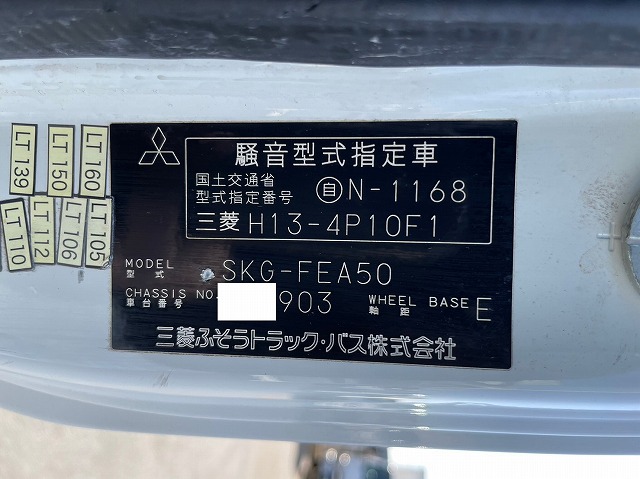 LT 139
LT 150
LT 160
LT 110
LT 112
LT 106
LT 105
騒音型式指定車
国土交通省
型式指定番号 自 N-1168
三菱 H13-4P10F1
MODEL SKG-FEA50
型式
CHASSIS NO. 903 WHEEL BASE E
車台番号 軸距
三菱ふそうトラック・バス株式会社